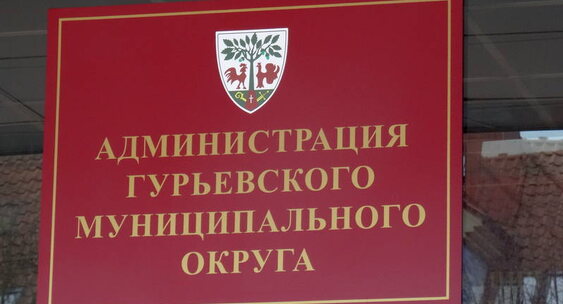 АДМИНИСТРАЦИЯ
ГУРЬЕВСКОГО
МУНИЦИПАЛЬНОГО
ОКРУГА